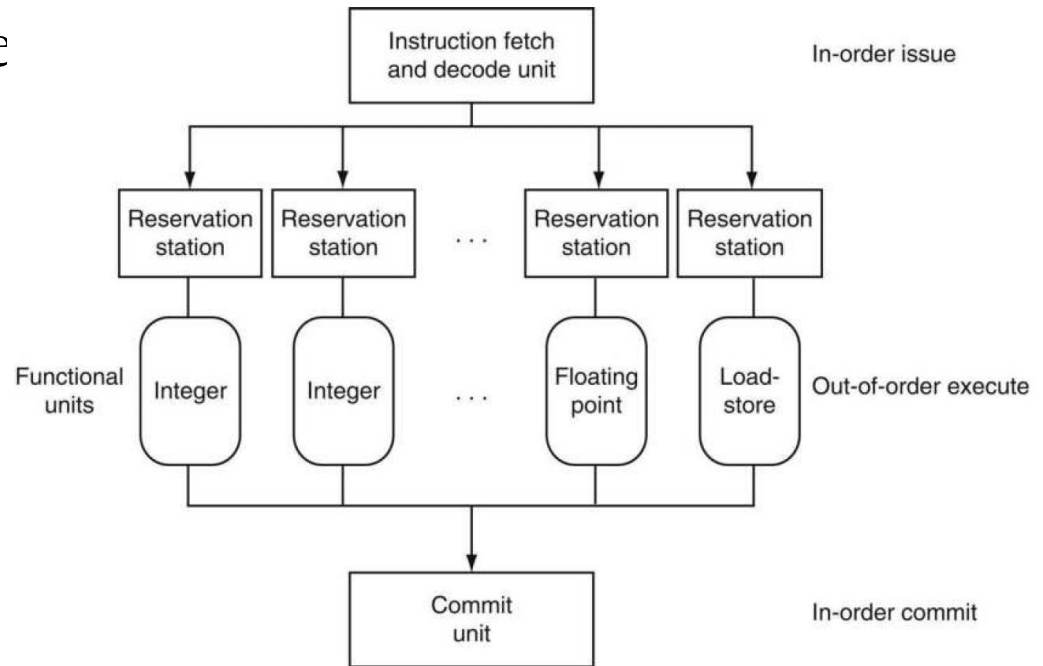 Instruction fetch
and decode unit
In-order issue
Reservation
station
Reservation
station
. . .
Reservation
station
Reservation
station
Functional
units
Integer
Integer
. . .
Floating
point
Load-
store
Out-of-order execute
Commit
unit
In-order commit